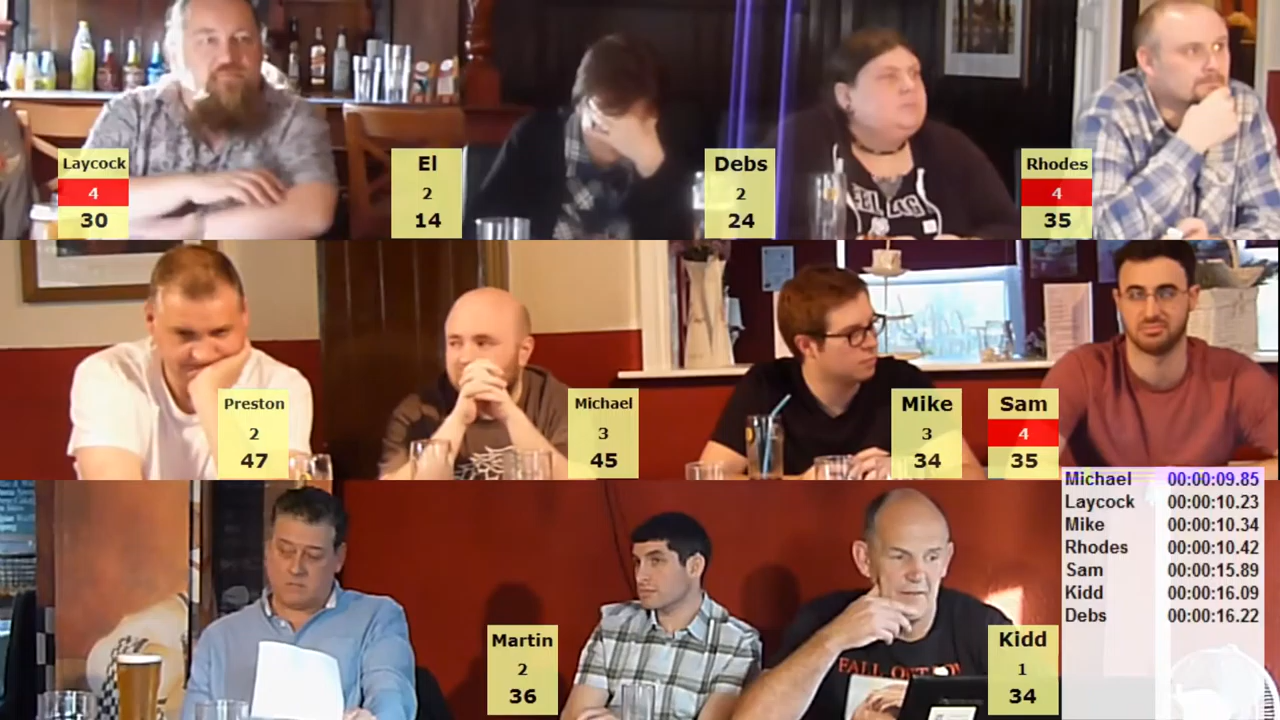 Laycock
4
30
El
2
14
Debs
2
24
Rhodes
4
35
Preston
2
47
Michael
3
45
Mike
3
34
Sam
4
35
Michael 00:00:09.85
Laycock 00:00:10.23
Mike 00:00:10.34
Rhodes 00:00:10.42
Sam 00:00:15.89
Kidd 00:00:16.09
Debs 00:00:16.22
Martin
2
36
Kidd
1
34
FALL OUT BOY